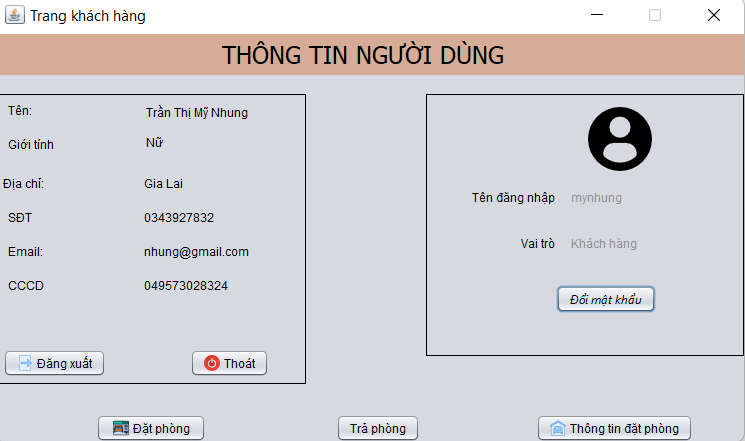 Trang khách hàng
THÔNG TIN NGƯỜI DÙNG
Tên: Trần Thị Mỹ Nhung
Giới tính Nữ
Địa chỉ: Gia Lai
SĐT 0343927832
Email: nhung@gmail.com
CCCD 049573028324
Đăng xuất Thoát
Tên đăng nhập mynhung
Vai trò Khách hàng
Đổi mật khẩu
Đặt phòng Trả phòng Thông tin đặt phòng